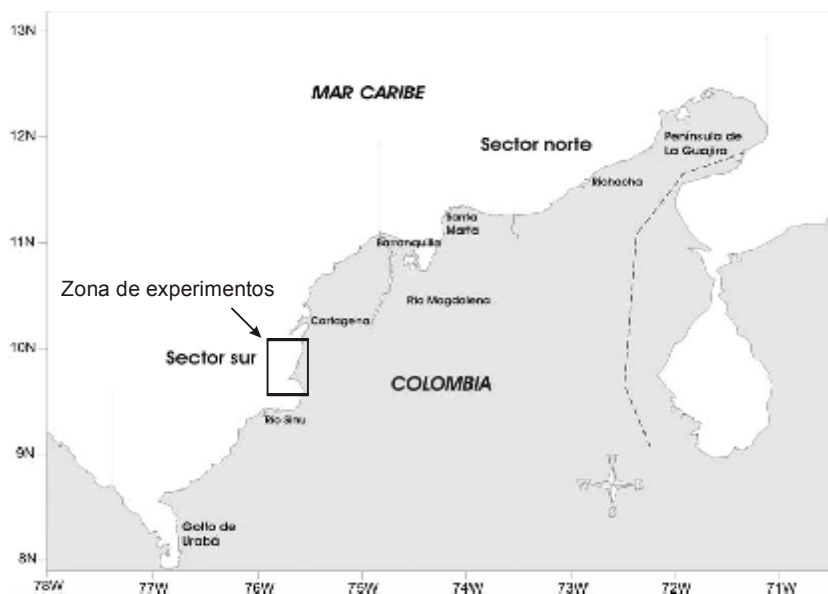 13N
MAR CARIBE
12N
Sector norte
Península de
La Guajira
Riohacha
Santa
Marta
11N
Barranquilla
Zona de experimentos
Río Magdalena
Cartagena
10N
Sector sur
COLOMBIA
Río Sinu
9N
W
E
S
Golfo de
Urabá
8N
78W 77W 76W 75W 74W 73W 72W 71W